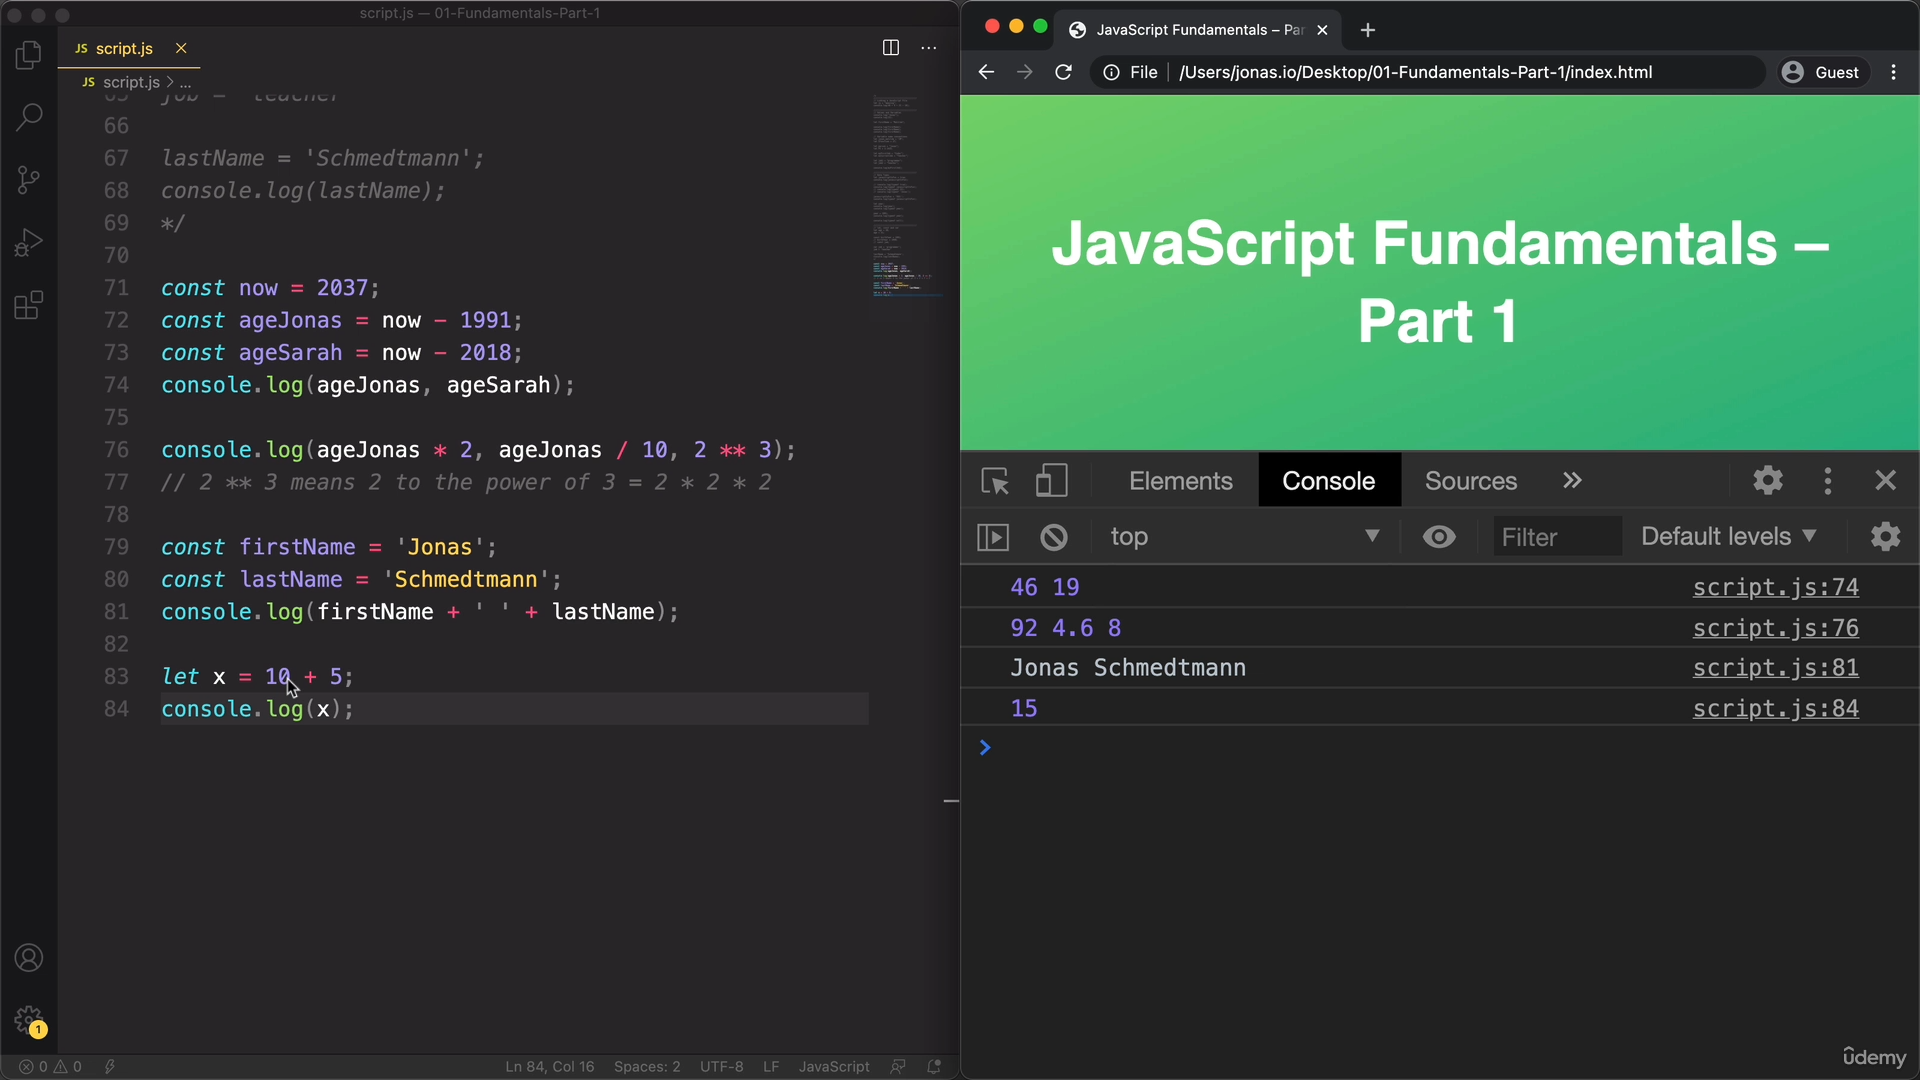 script.js — 01-Fundamentals-Part-1
JS script.js
JS script.js > ...
65 job = 'teacher'
66
67 lastName = 'Schmedtmann';
68 console.log(lastName);
69 */
70
71 const now = 2037;
72 const ageJonas = now - 1991;
73 const ageSarah = now - 2018;
74 console.log(ageJonas, ageSarah);
75
76 console.log(ageJonas * 2, ageJonas / 10, 2 ** 3);
77 // 2 ** 3 means 2 to the power of 3 = 2 * 2 * 2
78
79 const firstName = 'Jonas';
80 const lastName = 'Schmedtmann';
81 console.log(firstName + ' ' + lastName);
82
83 let x = 10 + 5;
84 console.log(x);
1
0 0
Ln 84, Col 16 Spaces: 2 UTF-8 LF JavaScript
JavaScript Fundamentals – Par
File /Users/jonas.io/Desktop/01-Fundamentals-Part-1/index.html Guest
JavaScript Fundamentals –
Part 1
Elements Console Sources
top Filter Default levels
46 19 script.js:74
92 4.6 8 script.js:76
Jonas Schmedtmann script.js:81
15 script.js:84
ûdemy